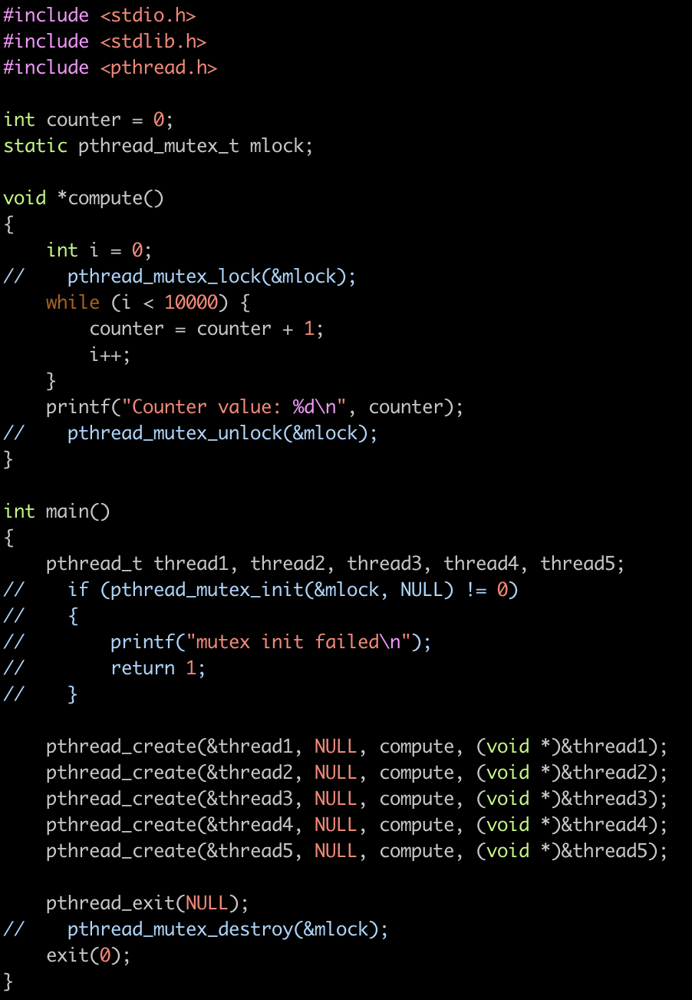 #include <stdio.h>
#include <stdlib.h>
#include <pthread.h>

int counter = 0;
static pthread_mutex_t mlock;

void *compute()
{
    int i = 0;
//    pthread_mutex_lock(&mlock);
    while (i < 10000) {
        counter = counter + 1;
        i++;
    }
    printf("Counter value: %d\n", counter);
//    pthread_mutex_unlock(&mlock);
}

int main()
{
    pthread_t thread1, thread2, thread3, thread4, thread5;
//    if (pthread_mutex_init(&mlock, NULL) != 0)
//    {
//        printf("mutex init failed\n");
//        return 1;
//    }

    pthread_create(&thread1, NULL, compute, (void *)&thread1);
    pthread_create(&thread2, NULL, compute, (void *)&thread2);
    pthread_create(&thread3, NULL, compute, (void *)&thread3);
    pthread_create(&thread4, NULL, compute, (void *)&thread4);
    pthread_create(&thread5, NULL, compute, (void *)&thread5);

    pthread_exit(NULL);
//    pthread_mutex_destroy(&mlock);
    exit(0);
}